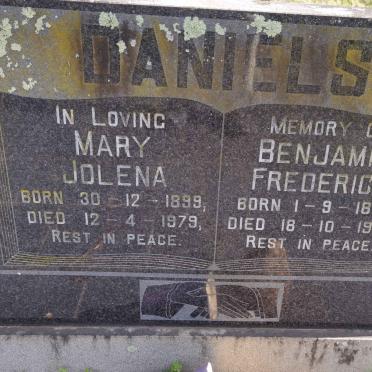 DANIELS
IN LOVING
MARY
JOLENA
BORN 30-12-1899,
DIED 12-4-1979,
REST IN PEACE.
MEMORY O
BENJAMI
FREDERIC
BORN 1-9-18
DIED 18-10-19
REST IN PEACE